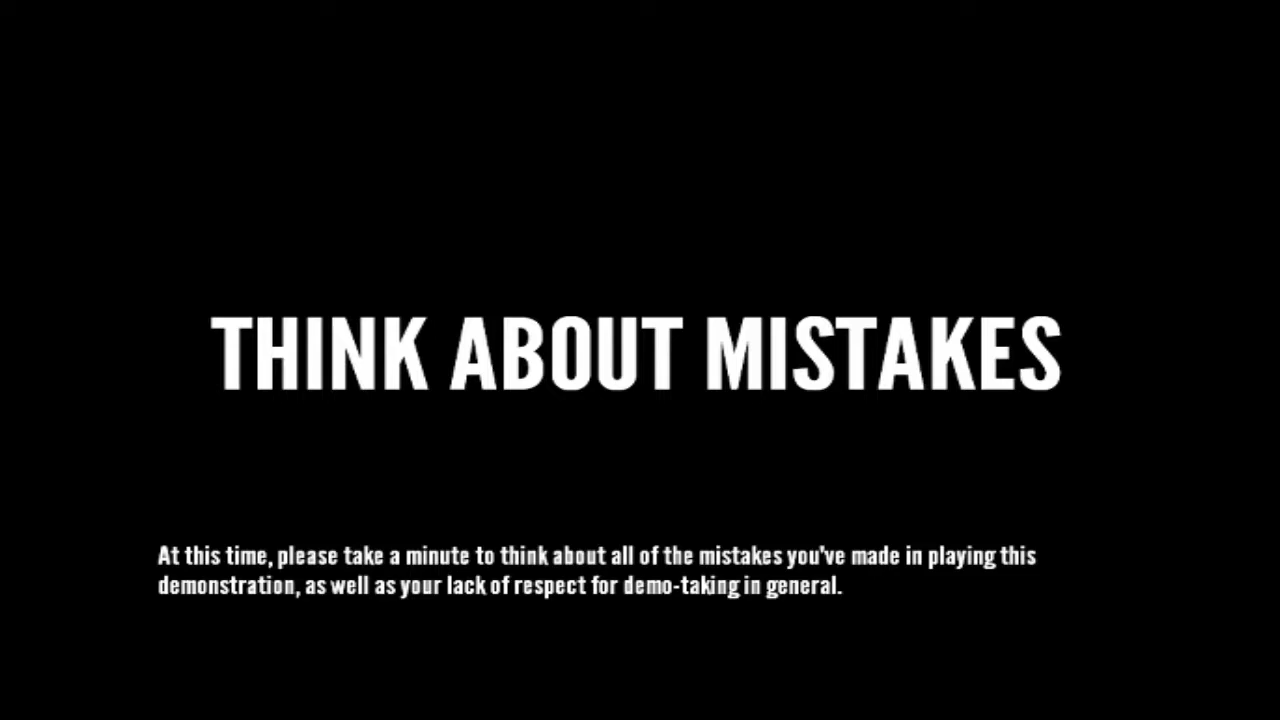 THINK ABOUT MISTAKES
At this time, please take a minute to think about all of the mistakes you've made in playing this
demonstration, as well as your lack of respect for demo-taking in general.